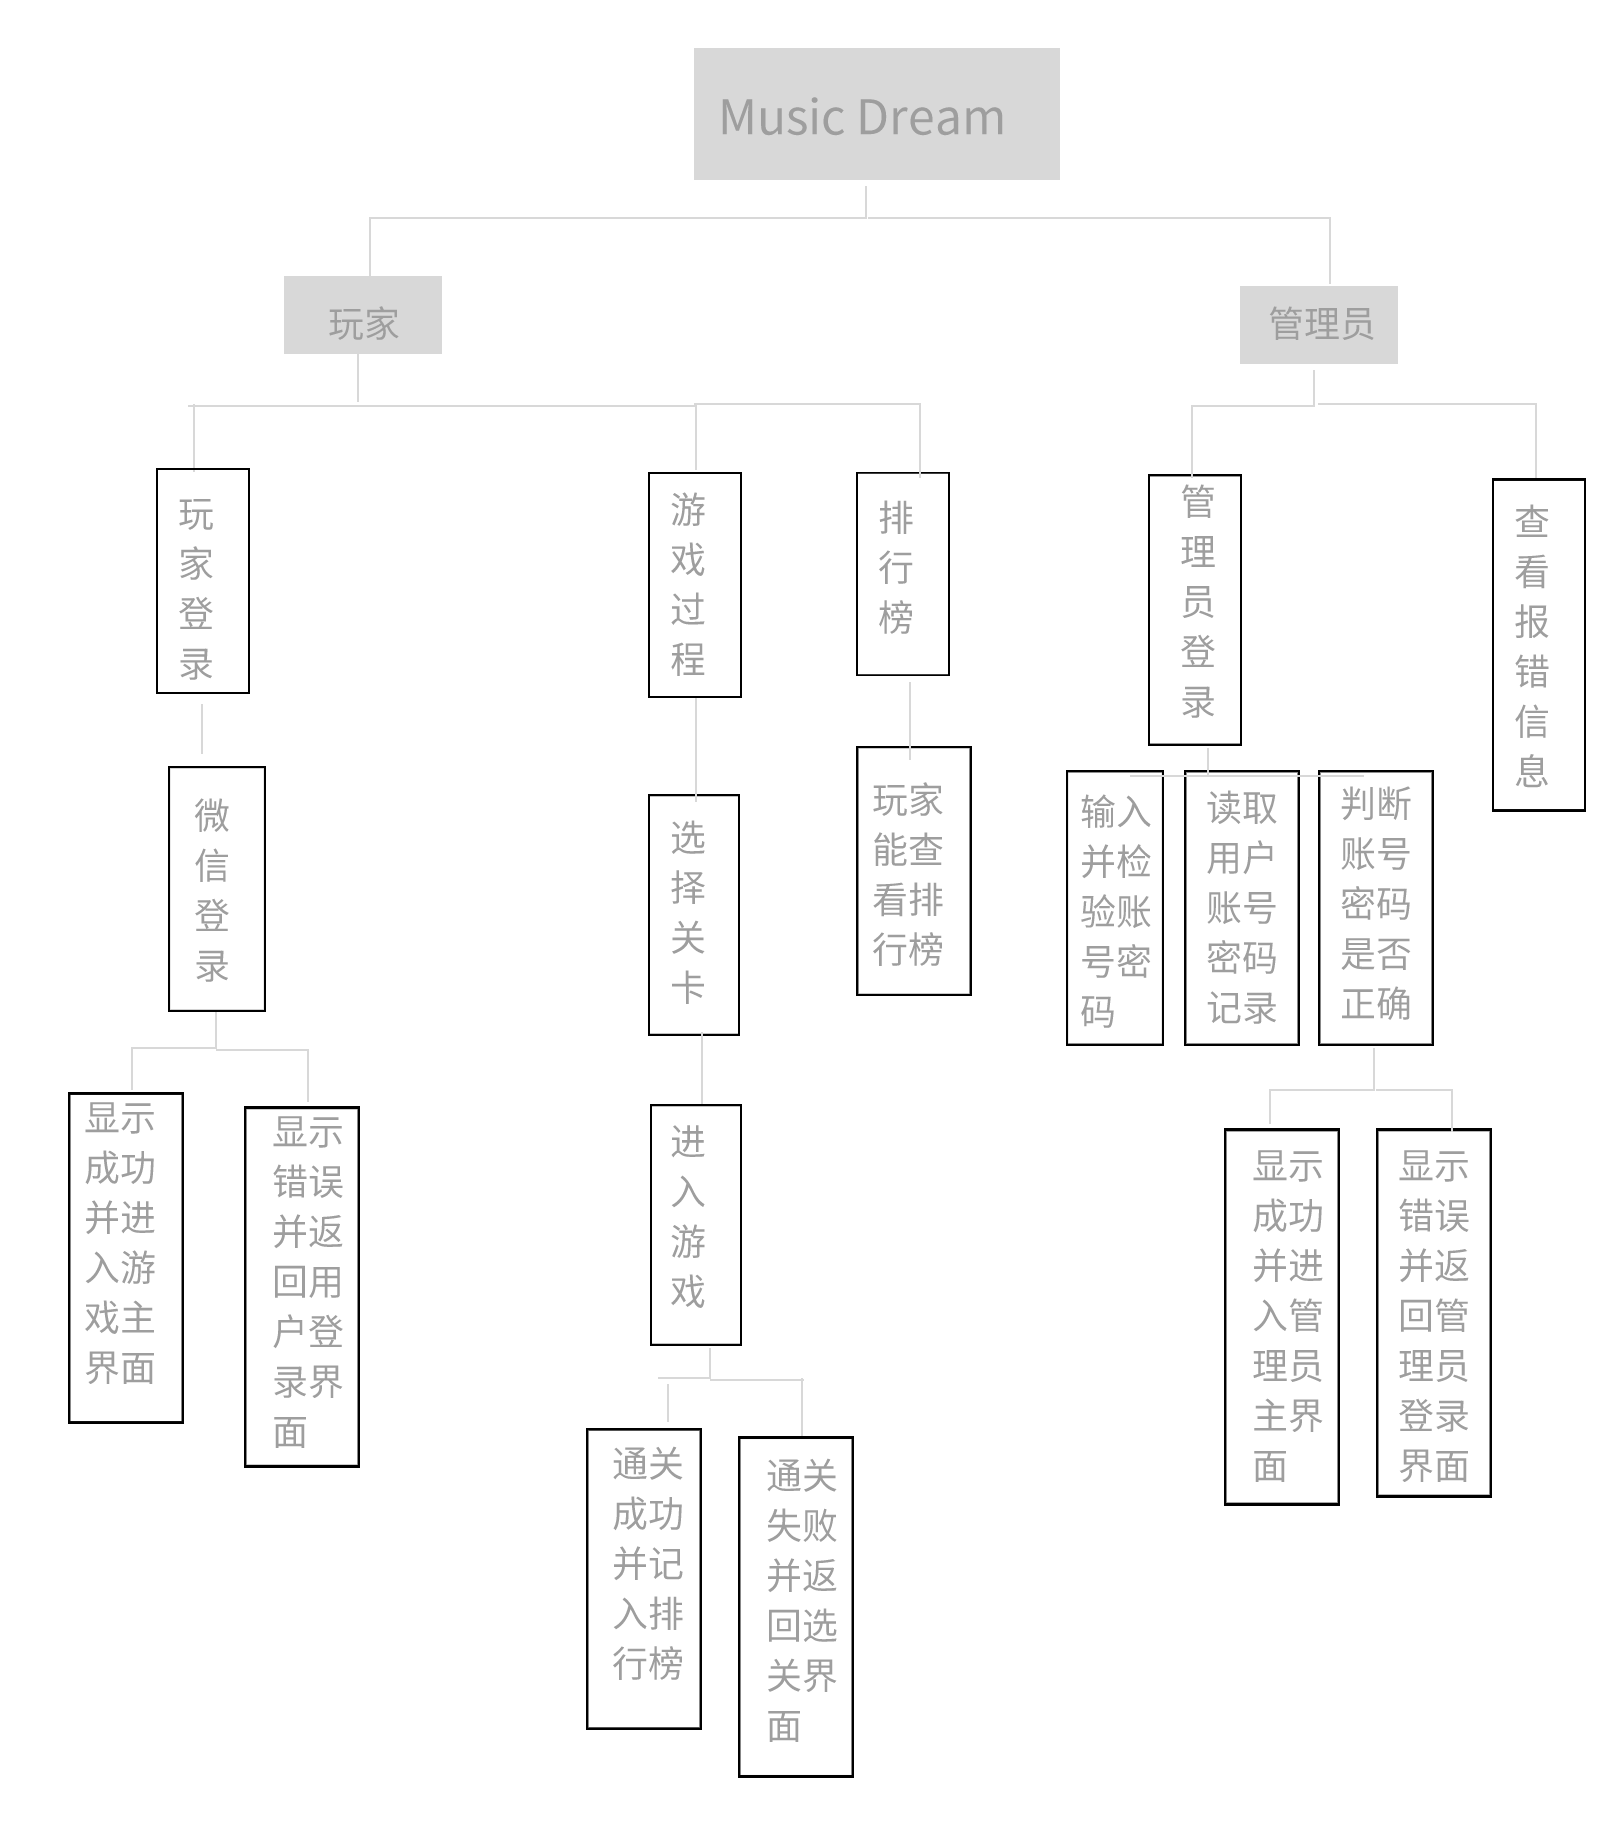 Music Dream
玩家
管理员
玩
家
登
录
游
戏
过
程
排
行
榜
管
理
员
登
录
查
看
报
错
信
息
微
信
登
录
选
择
关
卡
玩家
能查
看排
行榜
输入
并检
验账
号密
码
读取
用户
账号
密码
记录
判断
账号
密码
是否
正确
显示
成功
并进
入游
戏主
界面
显示
错误
并返
回用
户登
录界
面
进
入
游
戏
显示
成功
并进
入管
理员
主界
面
显示
错误
并返
回管
理员
登录
界面
通关
成功
并记
入排
行榜
通关
失败
并返
回选
关界
面